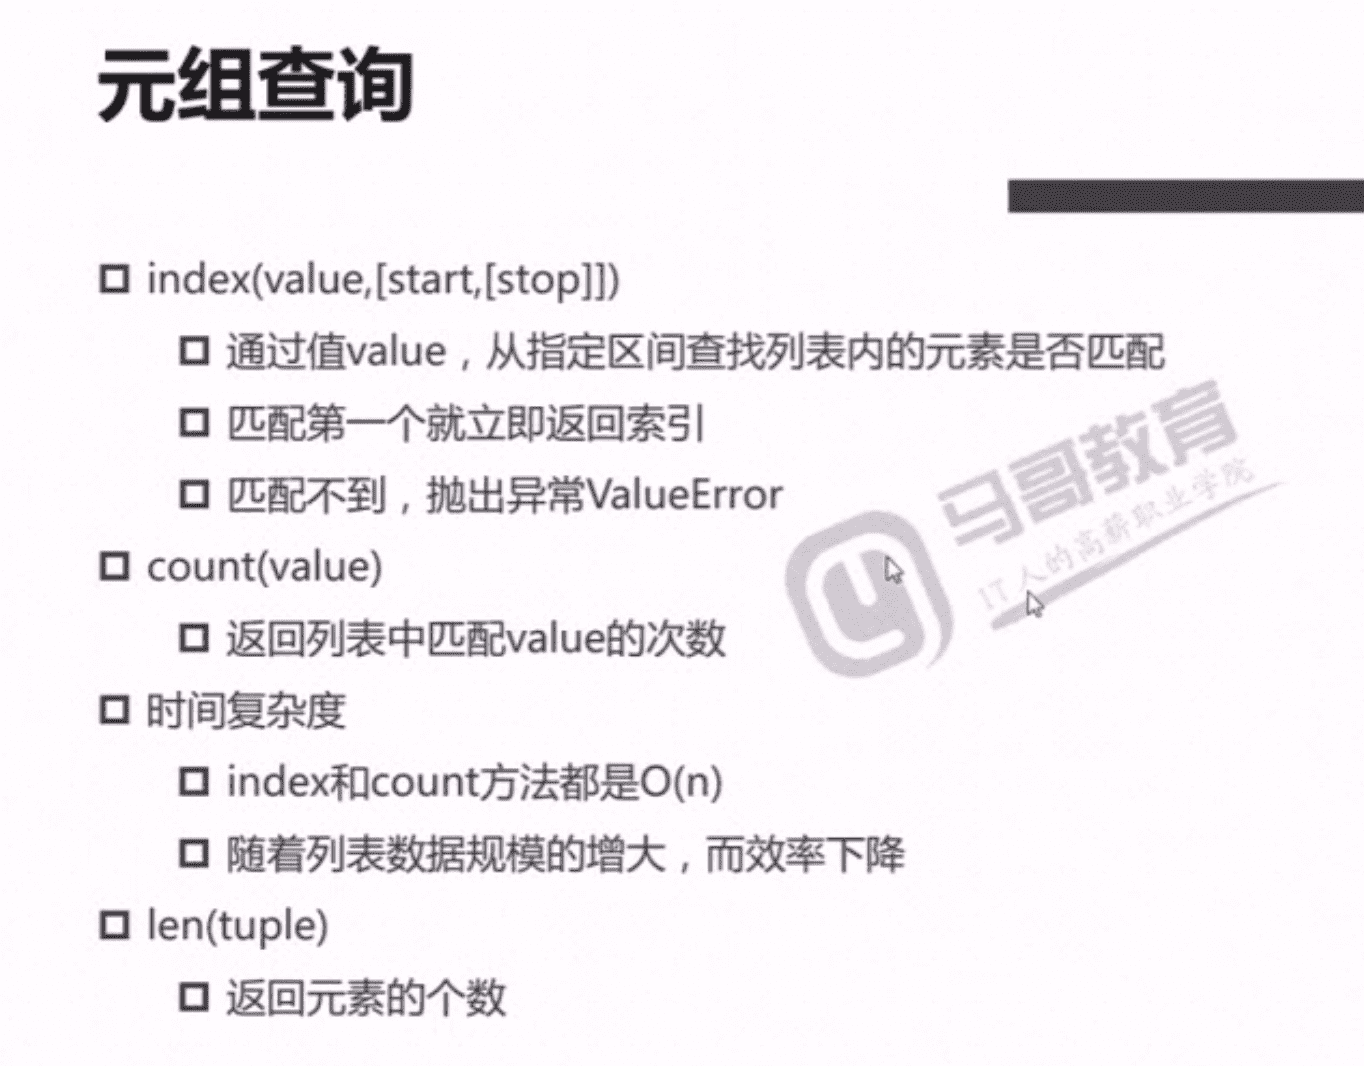 元组查询
index(value,[start,[stop]])
通过值value，从指定区间查找列表内的元素是否匹配
匹配第一个就立即返回索引
匹配不到，抛出异常ValueError
count(value)
返回列表中匹配value的次数
时间复杂度
index和count方法都是O(n)
随着列表数据规模的增大，而效率下降
len(tuple)
返回元素的个数
马哥教育
IT人的高薪职业学院